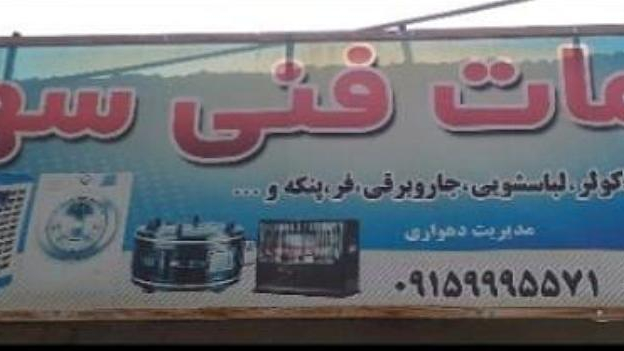 مات فنی سو
کولر، لباسشویی، جاروبرقی، فر، پنکه و ...
مدیریت دهواری
۰۹۱۵۹۹۹۵۵۷۱